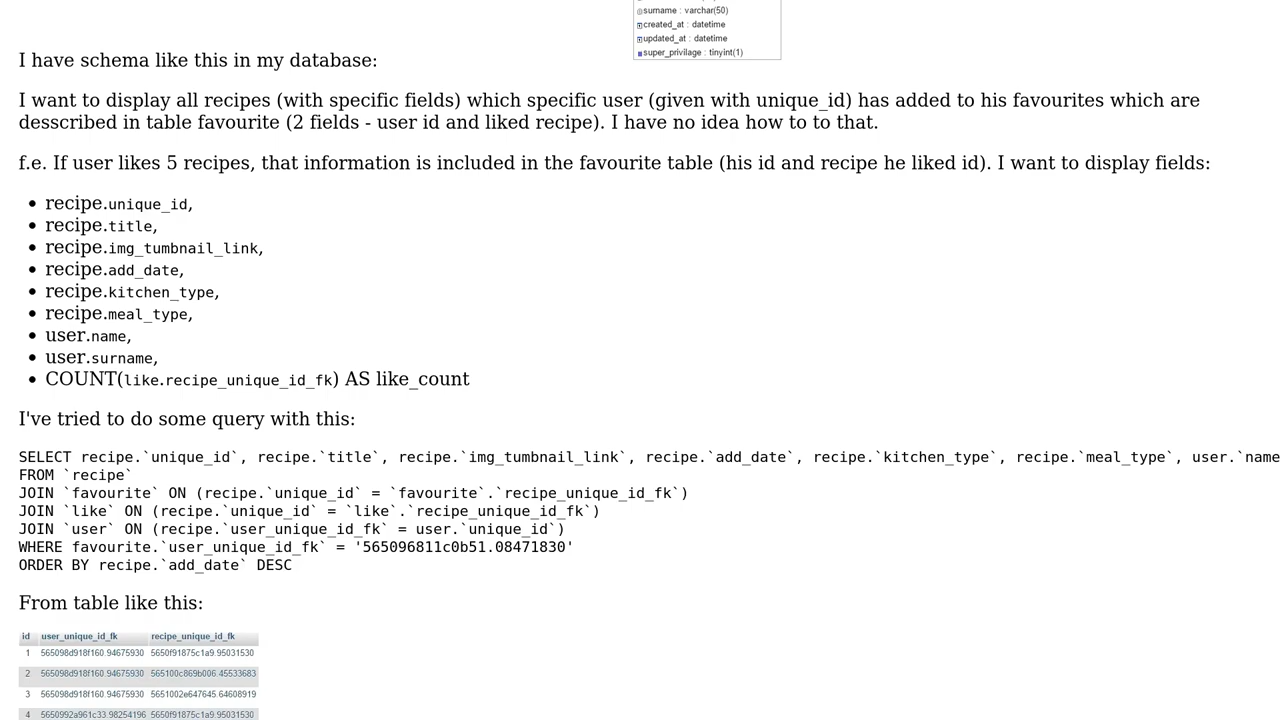 surname : varchar(50)
created_at : datetime
updated_at : datetime
super_privilage : tinyint(1)
I have schema like this in my database:
I want to display all recipes (with specific fields) which specific user (given with unique_id) has added to his favourites which are
desscribed in table favourite (2 fields - user id and liked recipe). I have no idea how to to that.
f.e. If user likes 5 recipes, that information is included in the favourite table (his id and recipe he liked id). I want to display fields:
• recipe.unique_id,
• recipe.title,
• recipe.img_tumbnail_link,
• recipe.add_date,
• recipe.kitchen_type,
• recipe.meal_type,
• user.name,
• user.surname,
• COUNT(like.recipe_unique_id_fk) AS like_count
I've tried to do some query with this:
SELECT recipe.`unique_id`, recipe.`title`, recipe.`img_tumbnail_link`, recipe.`add_date`, recipe.`kitchen_type`, recipe.`meal_type`, user.`name
FROM `recipe`
JOIN `favourite` ON (recipe.`unique_id` = `favourite`.`recipe_unique_id_fk`)
JOIN `like` ON (recipe.`unique_id` = `like`.`recipe_unique_id_fk`)
JOIN `user` ON (recipe.`user_unique_id_fk` = user.`unique_id`)
WHERE favourite.`user_unique_id_fk` = '565096811c0b51.08471830'
ORDER BY recipe.`add_date` DESC
From table like this:
id user_unique_id_fk recipe_unique_id_fk
1 565098d918f160.94675930 5650f91875c1a9.95031530
2 565098d918f160.94675930 565100c869b006.45533683
3 565098d918f160.94675930 5651002e647645.64608919
4 5650992a961c33.98254196 5650f91875c1a9.95031530